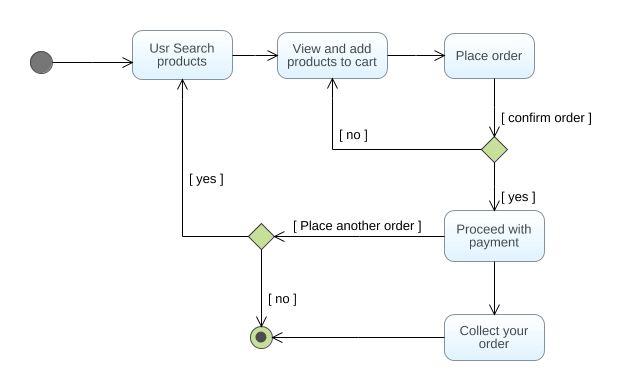 Usr Search
products
View and add
products to cart
Place order
[ confirm order ]
[ no ]
[ yes ]
[ yes ]
[ Place another order ]
Proceed with
payment
[ no ]
Collect your
order